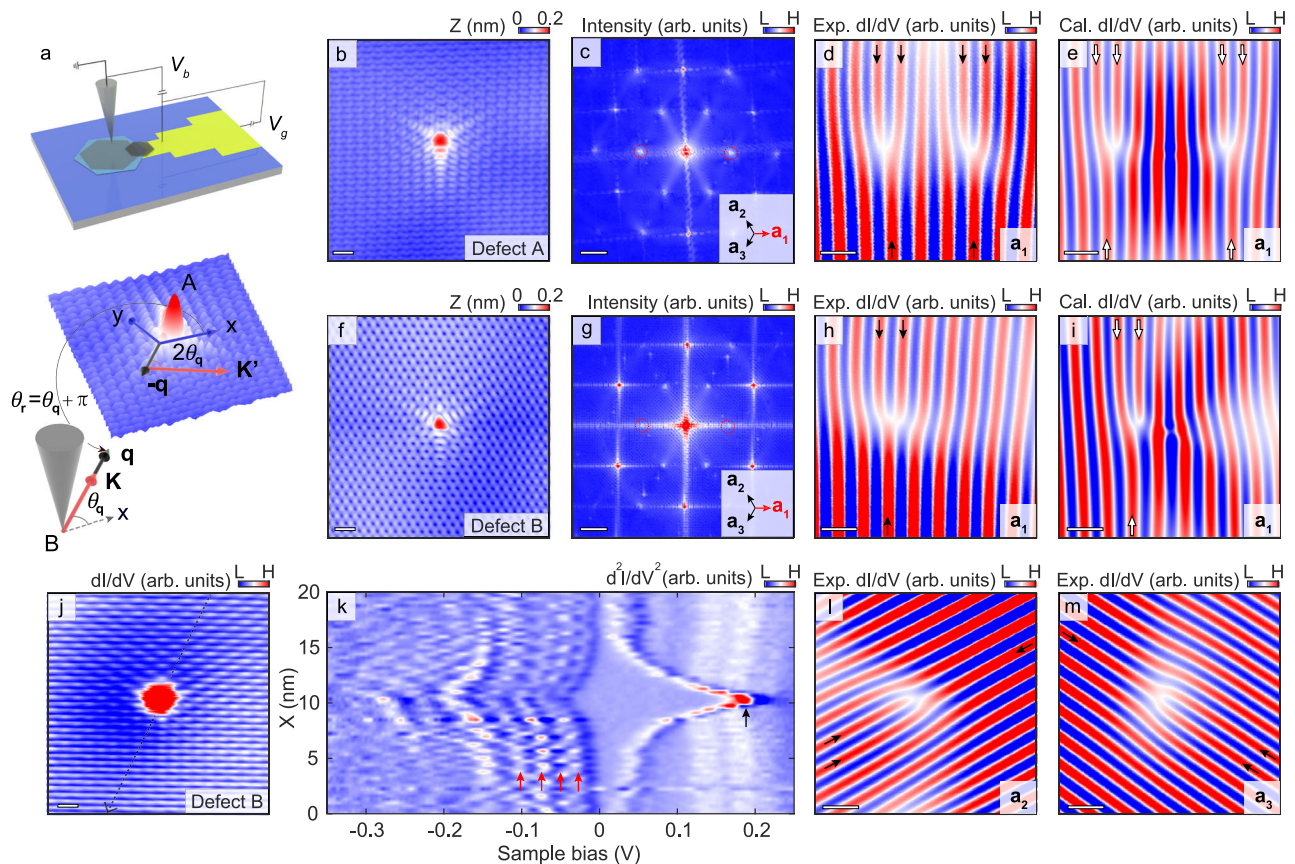 a
V_b
V_g
A
y
x
2θ_q
-q
K'
θ_r=θ_q+π
q
K
θ_q
x
B
Z (nm) 0 0.2
b
Defect A
Intensity (arb. units) L H
c
a_2
a_1
a_3
Exp. dI/dV (arb. units) L H
d
a_1
Cal. dI/dV (arb. units) L H
e
a_1
Z (nm) 0 0.2
f
Defect B
Intensity (arb. units) L H
g
a_2
a_1
a_3
Exp. dI/dV (arb. units) L H
h
a_1
Cal. dI/dV (arb. units) L H
i
a_1
dI/dV (arb. units) L H
j
Defect B
d²I/dV² (arb. units) L H
k
X (nm)
20
15
10
5
0
-0.3 -0.2 -0.1 0 0.1 0.2
Sample bias (V)
Exp. dI/dV (arb. units) L H
l
a_2
Exp. dI/dV (arb. units) L H
m
a_3